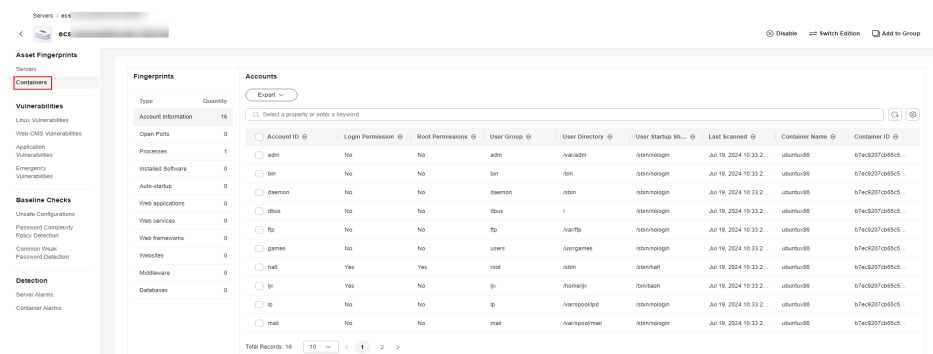 Servers / ecs
ecs
Disable
Switch Edition
Add to Group
Asset Fingerprints
Servers
Containers
Vulnerabilities
Linux Vulnerabilities
Web-CMS Vulnerabilities
Application
Vulnerabilities
Emergency
Vulnerabilities
Baseline Checks
Unsafe Configurations
Password Complexity
Policy Detection
Common Weak
Password Detection
Detection
Server Alarms
Container Alarms
Fingerprints
Type Quantity
Account Information 16
Open Ports 0
Processes 1
Installed Software 0
Auto-startup 0
Web applications 0
Web services 0
Web frameworks 0
Websites 0
Middleware 0
Databases 0
Accounts
Export
Select a property or enter a keyword.
Account ID Login Permission Root Permissions User Group User Directory User Startup Sh... Last Scanned Container Name Container ID
adm No No adm /var/adm /sbin/nologin Jul 19, 2024 10:33:2... ubuntux86 b7ec9207cb65c5...
bin No No bin /bin /sbin/nologin Jul 19, 2024 10:33:2... ubuntux86 b7ec9207cb65c5...
daemon No No daemon /sbin /sbin/nologin Jul 19, 2024 10:33:2... ubuntux86 b7ec9207cb65c5...
dbus No No dbus / /sbin/nologin Jul 19, 2024 10:33:2... ubuntux86 b7ec9207cb65c5...
ftp No No ftp /var/ftp /sbin/nologin Jul 19, 2024 10:33:2... ubuntux86 b7ec9207cb65c5...
games No No users /usr/games /sbin/nologin Jul 19, 2024 10:33:2... ubuntux86 b7ec9207cb65c5...
halt Yes Yes root /sbin /sbin/halt Jul 19, 2024 10:33:2... ubuntux86 b7ec9207cb65c5...
ljx Yes No ljx /home/ljx /bin/bash Jul 19, 2024 10:33:2... ubuntux86 b7ec9207cb65c5...
lp No No lp /var/spool/lpd /sbin/nologin Jul 19, 2024 10:33:2... ubuntux86 b7ec9207cb65c5...
mail No No mail /var/spool/mail /sbin/nologin Jul 19, 2024 10:33:2... ubuntux86 b7ec9207cb65c5...
Total Records: 16 10 < 1 2 >